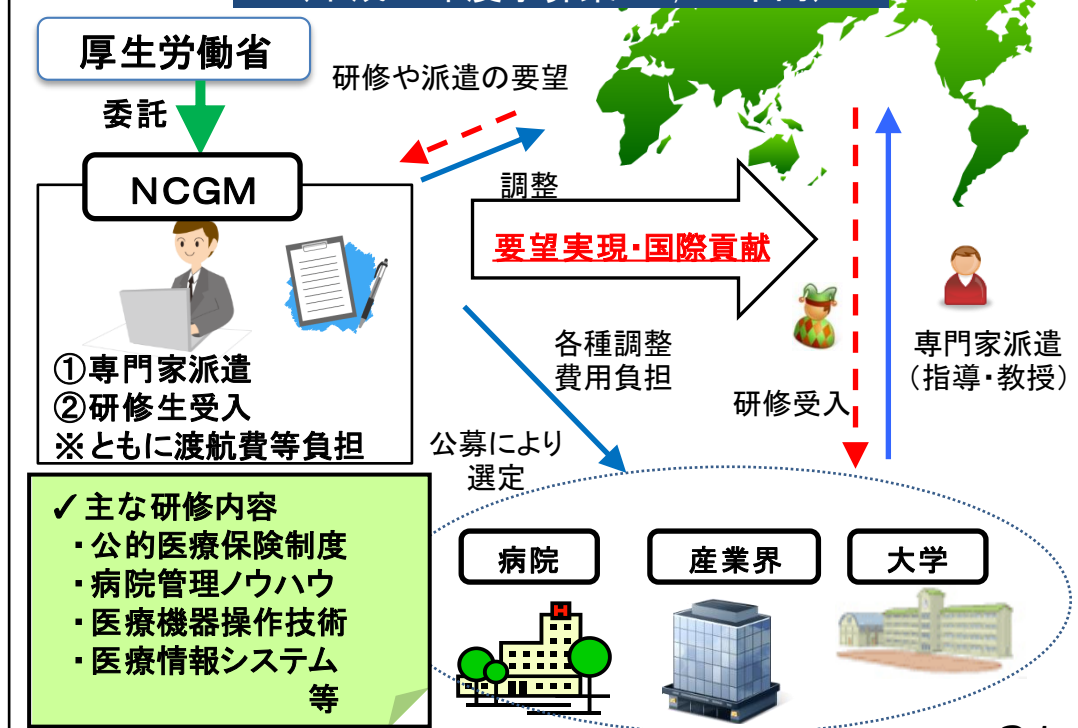 厚生労働省
委託
研修や派遣の要望
NCGM
調整
要望実現・国際貢献
①専門家派遣
②研修生受入
※ともに渡航費等負担
各種調整
費用負担
研修受入
専門家派遣
（指導・教授）
公募により
選定
✓主な研修内容
・公的医療保険制度
・病院管理ノウハウ
・医療機器操作技術
・医療情報システム
等
病院
産業界
大学
H